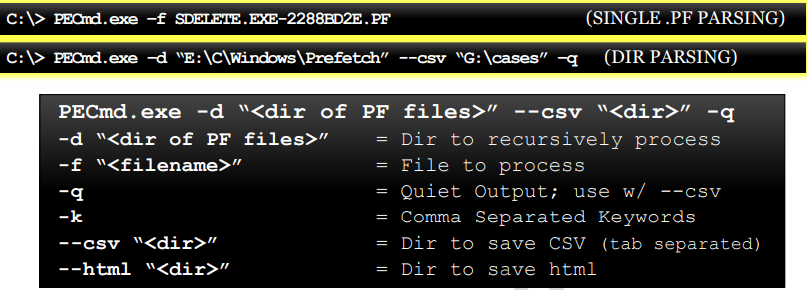 C:\> PECmd.exe –f SDELETE.EXE-2288BD2E.PF (SINGLE .PF PARSING)
C:\> PECmd.exe –d “E:\C\Windows\Prefetch” --csv “G:\cases” –q (DIR PARSING)
PECmd.exe -d “<dir of PF files>” --csv “<dir>” -q
-d “<dir of PF files>” = Dir to recursively process
-f “<filename>” = File to process
-q = Quiet Output; use w/ --csv
-k = Comma Separated Keywords
--csv “<dir>” = Dir to save CSV (tab separated)
--html “<dir>” = Dir to save html